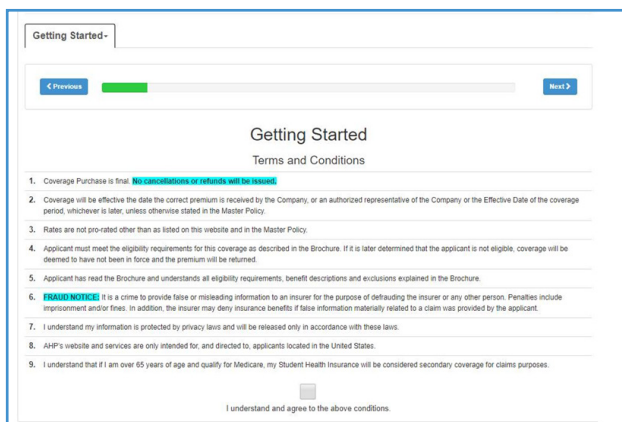 Getting Started
Previous
Next
Getting Started
Terms and Conditions
1. Coverage Purchase is final. No cancellations or refunds will be issued.
2. Coverage will be effective the date the correct premium is received by the Company, or an authorized representative of the Company or the Effective Date of the coverage
period, whichever is later, unless otherwise stated in the Master Policy.
3. Rates are not pro-rated other than as listed on this website and in the Master Policy.
4. Applicant must meet the eligibility requirements for this coverage as described in the Brochure. If it is later determined that the applicant is not eligible, coverage will be
deemed to have not been in force and the premium will be returned.
5. Applicant has read the Brochure and understands all eligibility requirements, benefit descriptions and exclusions explained in the Brochure.
6. FRAUD NOTICE: It is a crime to provide false or misleading information to an insurer for the purpose of defrauding the insurer or any other person. Penalties include
imprisonment and/or fines. In addition, the insurer may deny insurance benefits if false information materially related to a claim was provided by the applicant.
7. I understand my information is protected by privacy laws and will be released only in accordance with these laws.
8. AHP's website and services are only intended for, and directed to, applicants located in the United States.
9. I understand that if I am over 65 years of age and qualify for Medicare, my Student Health Insurance will be considered secondary coverage for claims purposes.
I understand and agree to the above conditions.